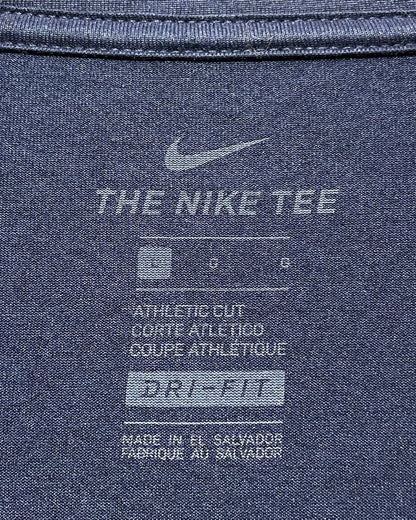 THE NIKE TEE
G G
ATHLETIC CUT
CORTE ATLÉTICO
COUPE ATHLÉTIQUE
DRI-FIT
MADE IN EL SALVADOR
FABRIQUÉ AU SALVADOR